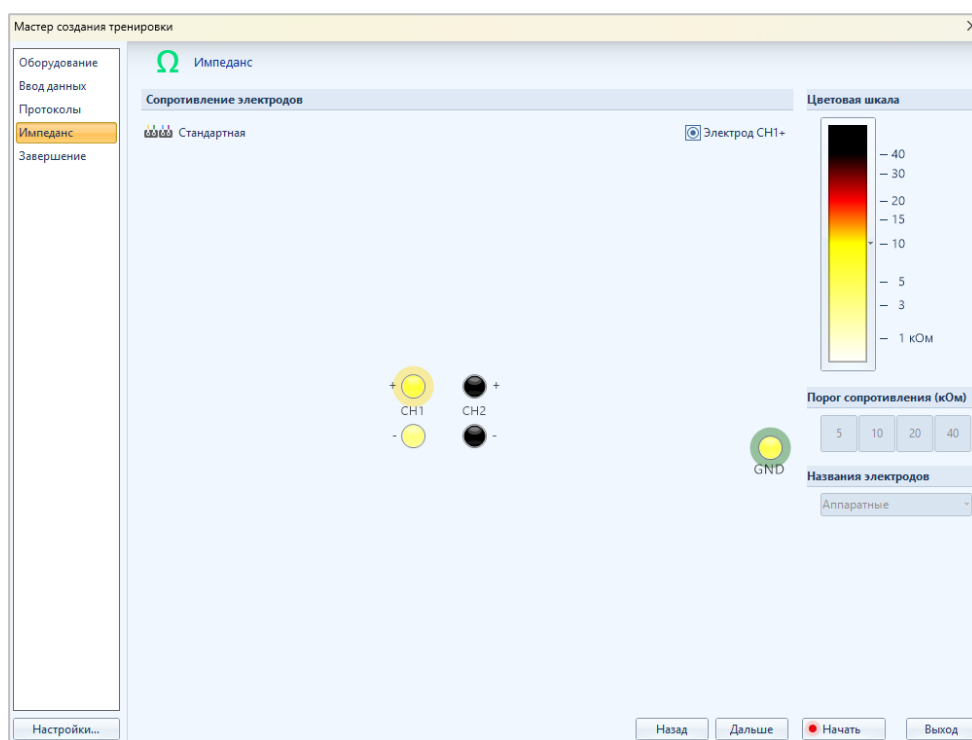 Мастер создания тренировки
Оборудование
Ввод данных
Протоколы
Импеданс
Завершение
Ω Импеданс
Сопротивление электродов
Стандартная
Электрод CH1+
+ +
CH1 CH2
- -
GND
Цветовая шкала
40
30
20
15
10
5
3
1 кОм
Порог сопротивления (кОм)
5 10 20 40
Названия электродов
Аппаратные
Настройки... Назад Дальше Начать Выход